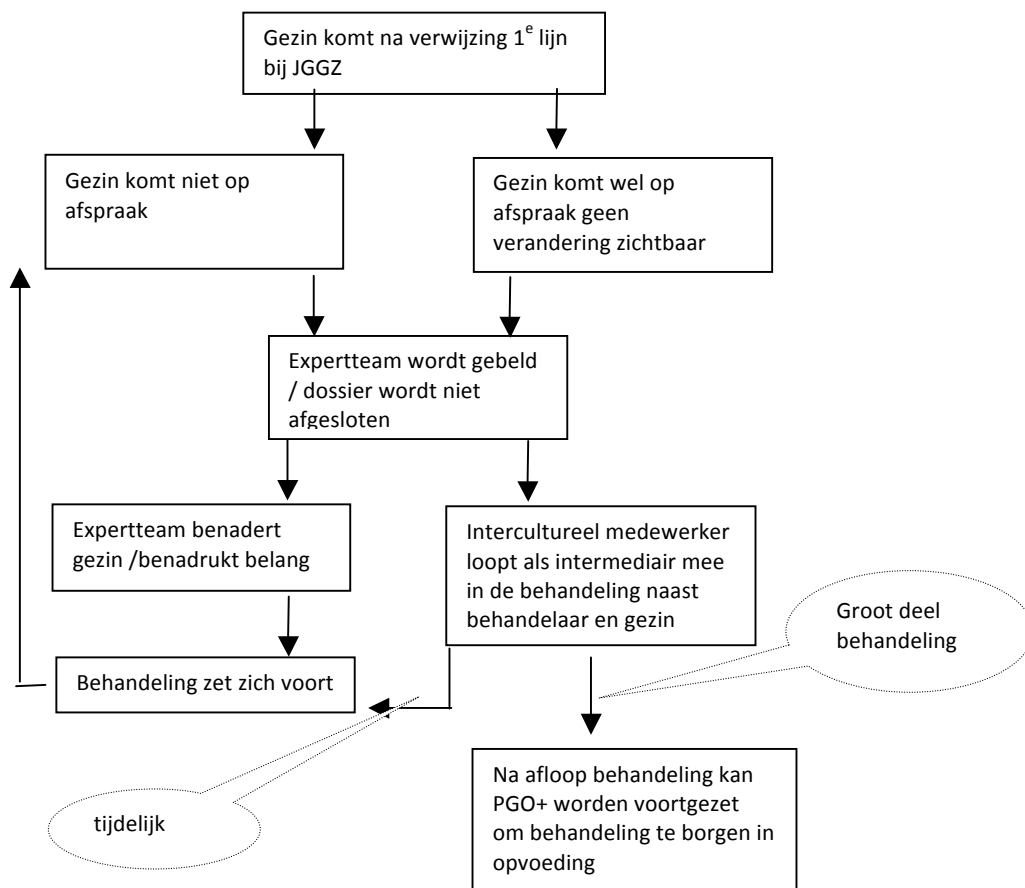 Gezin komt na verwijzing 1e lijn
bij JGGZ
Gezin komt niet op
afspraak
Gezin komt wel op
afspraak geen
verandering zichtbaar
Expertteam wordt gebeld
/ dossier wordt niet
afgesloten
Expertteam benadert
gezin /benadrukt belang
Intercultureel medewerker
loopt als intermediair mee
in de behandeling naast
behandelaar en gezin
Groot deel
behandeling
Behandeling zet zich voort
tijdelijk
Na afloop behandeling kan
PGO+ worden voortgezet
om behandeling te borgen in
opvoeding